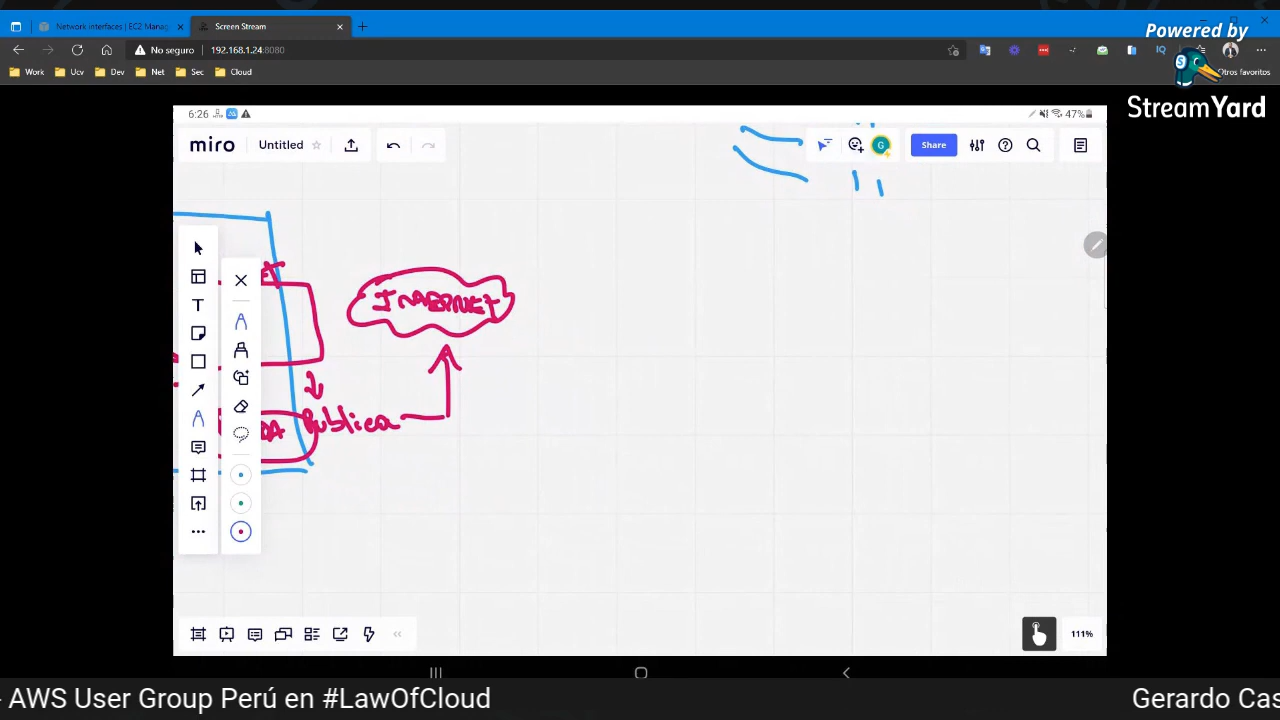 Network interfaces | EC2 Manag
Screen Stream
Powered by
No seguro
192.168.1.24:8080
Work
Ucv
Dev
Net
Sec
Cloud
Otros favoritos
StreamYard
6:26
47%
miro
Untitled
G
Share
INTERNET
Publica
111%
- AWS User Group Perú en #LawOfCloud
Gerardo Cas